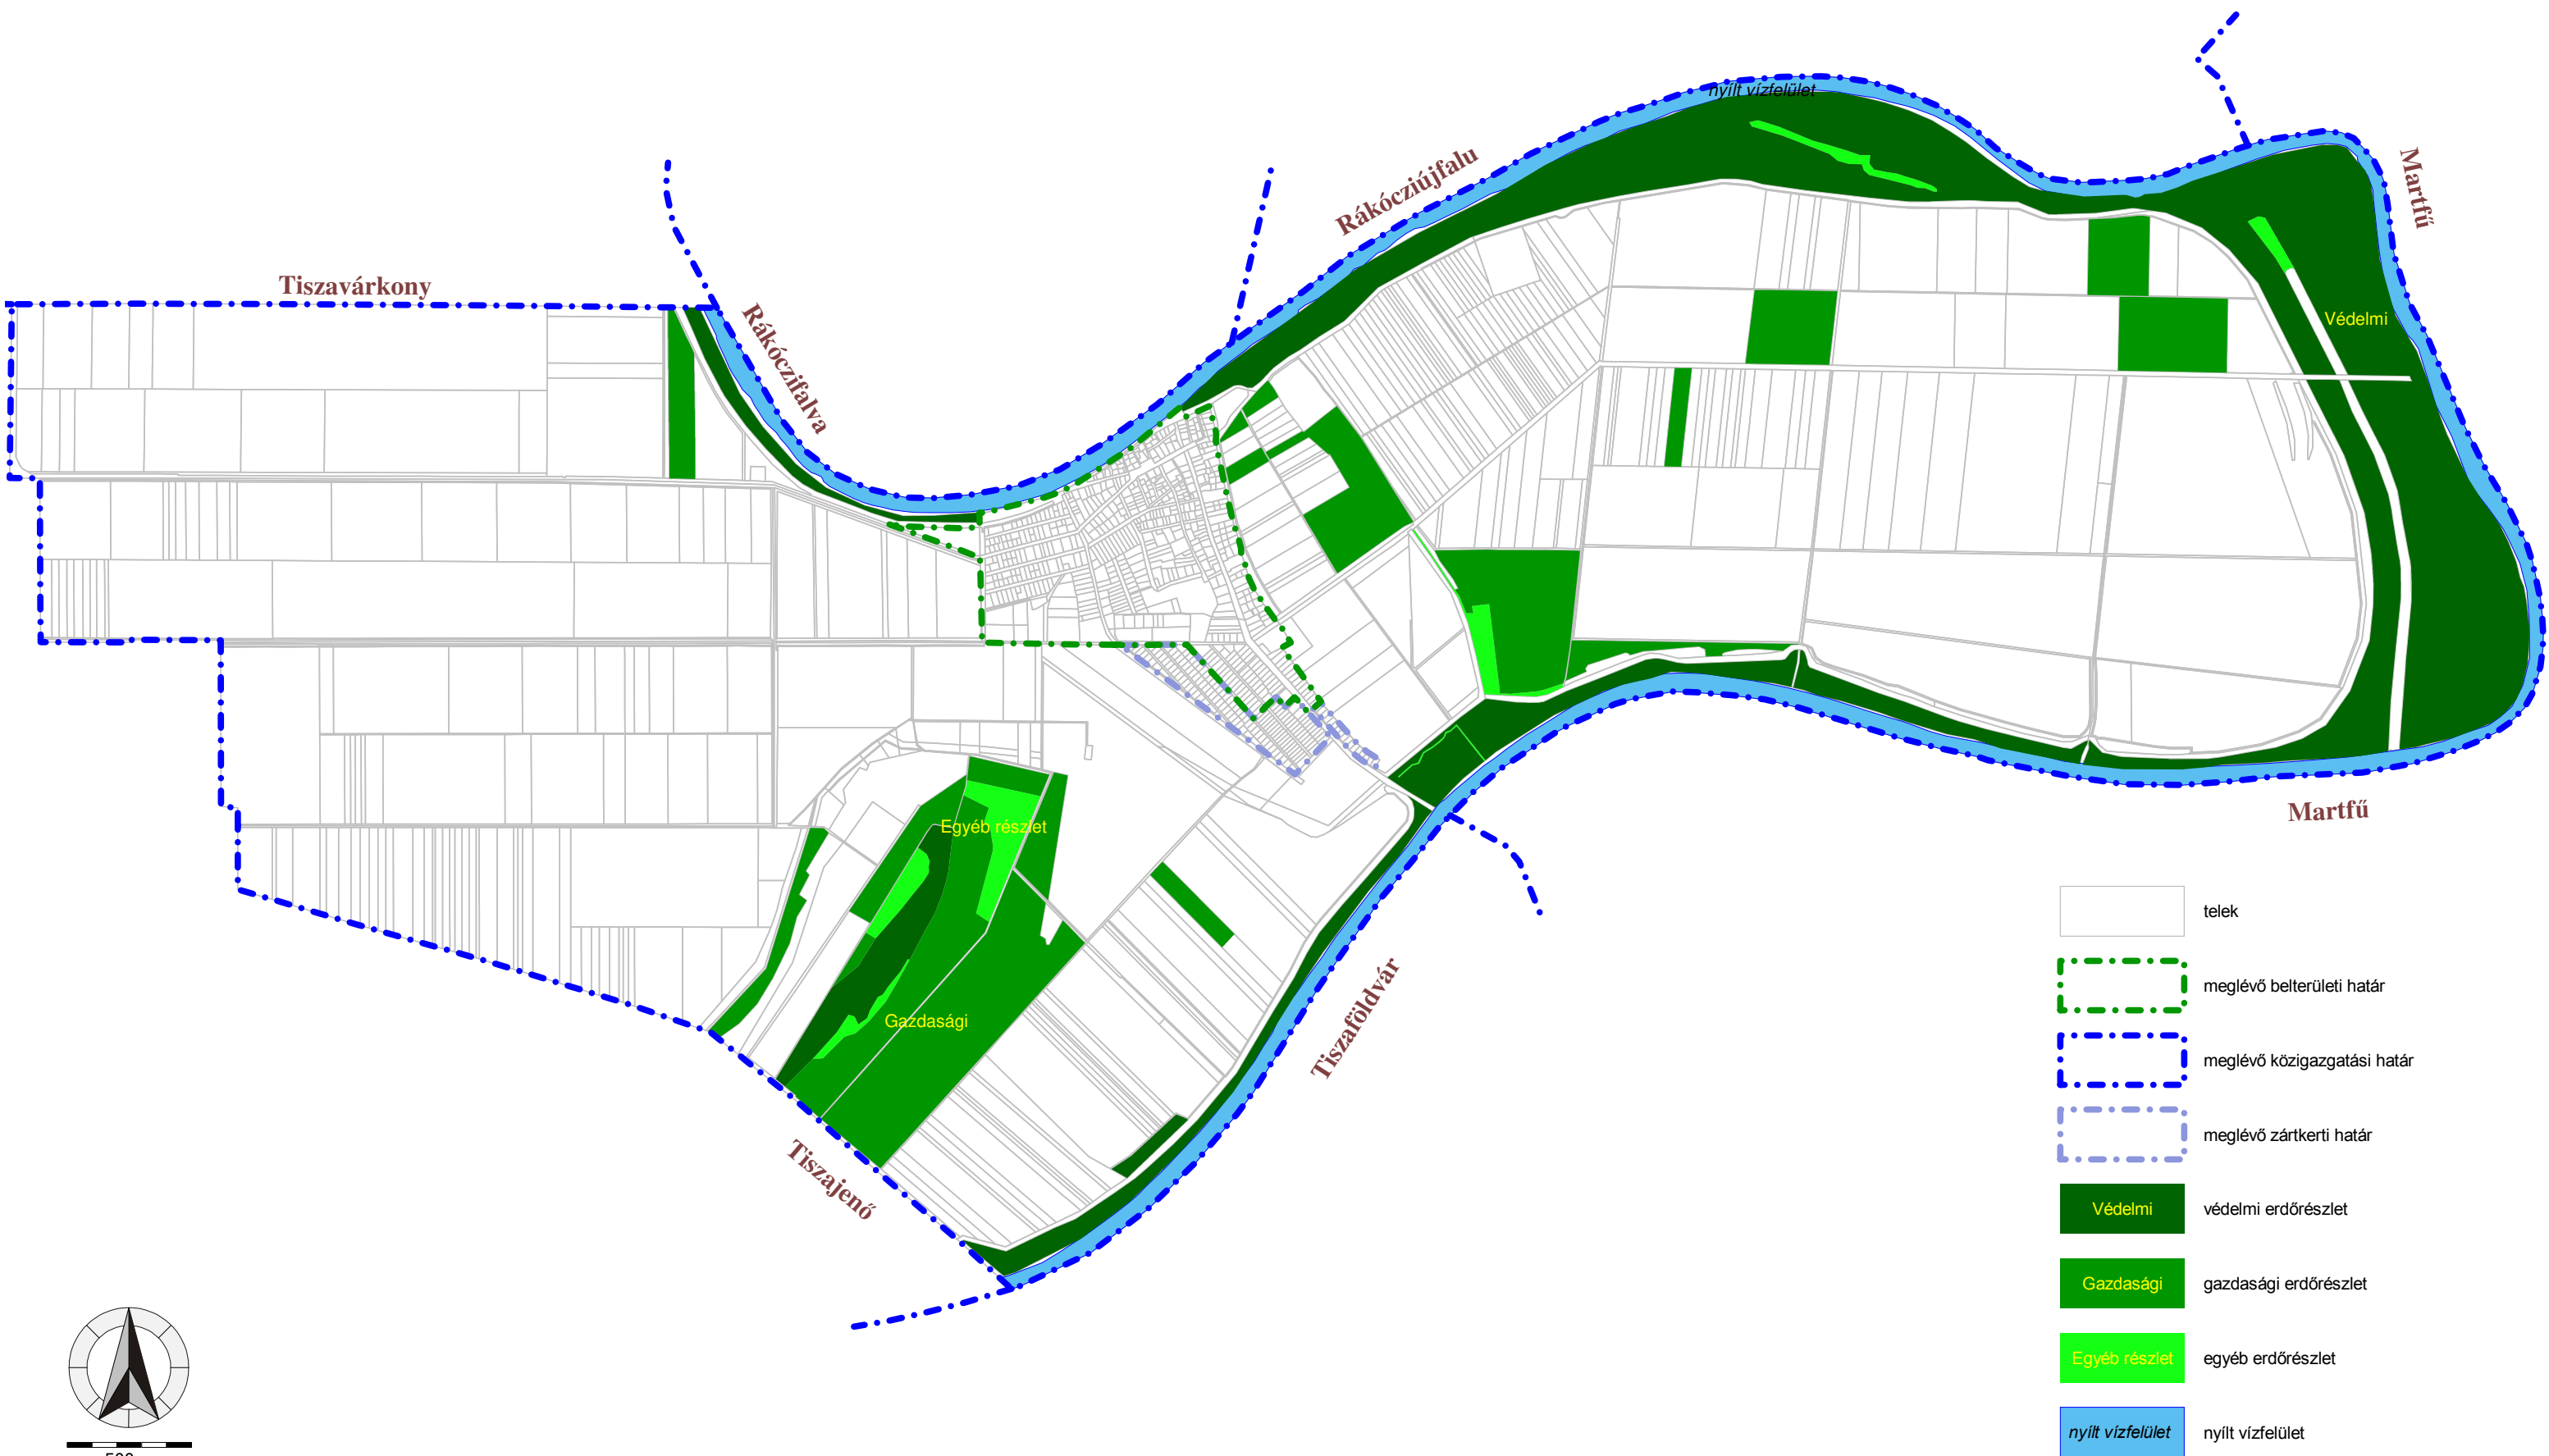 nyílt vízfelület
Rákócziújfalu
Martfű
Tiszavárkony
Rákóczifalva
Védelmi
Martfű
Egyéb részlet
Gazdasági
Tiszaföldvár
Tiszajenő
telek
meglévő belterületi határ
meglévő közigazgatási határ
meglévő zártkerti határ
Védelmi védelmi erdőrészlet
Gazdasági gazdasági erdőrészlet
Egyéb részlet egyéb erdőrészlet
nyílt vízfelület nyílt vízfelület